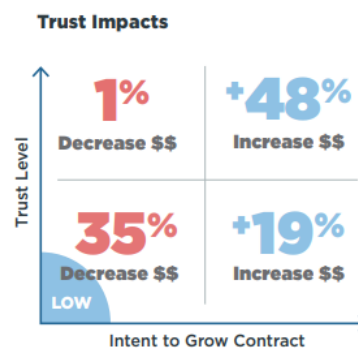 Trust Impacts
1% +48%
Decrease $$ Increase $$
Trust Level
35% +19%
Decrease $$ Increase $$
LOW
Intent to Grow Contract